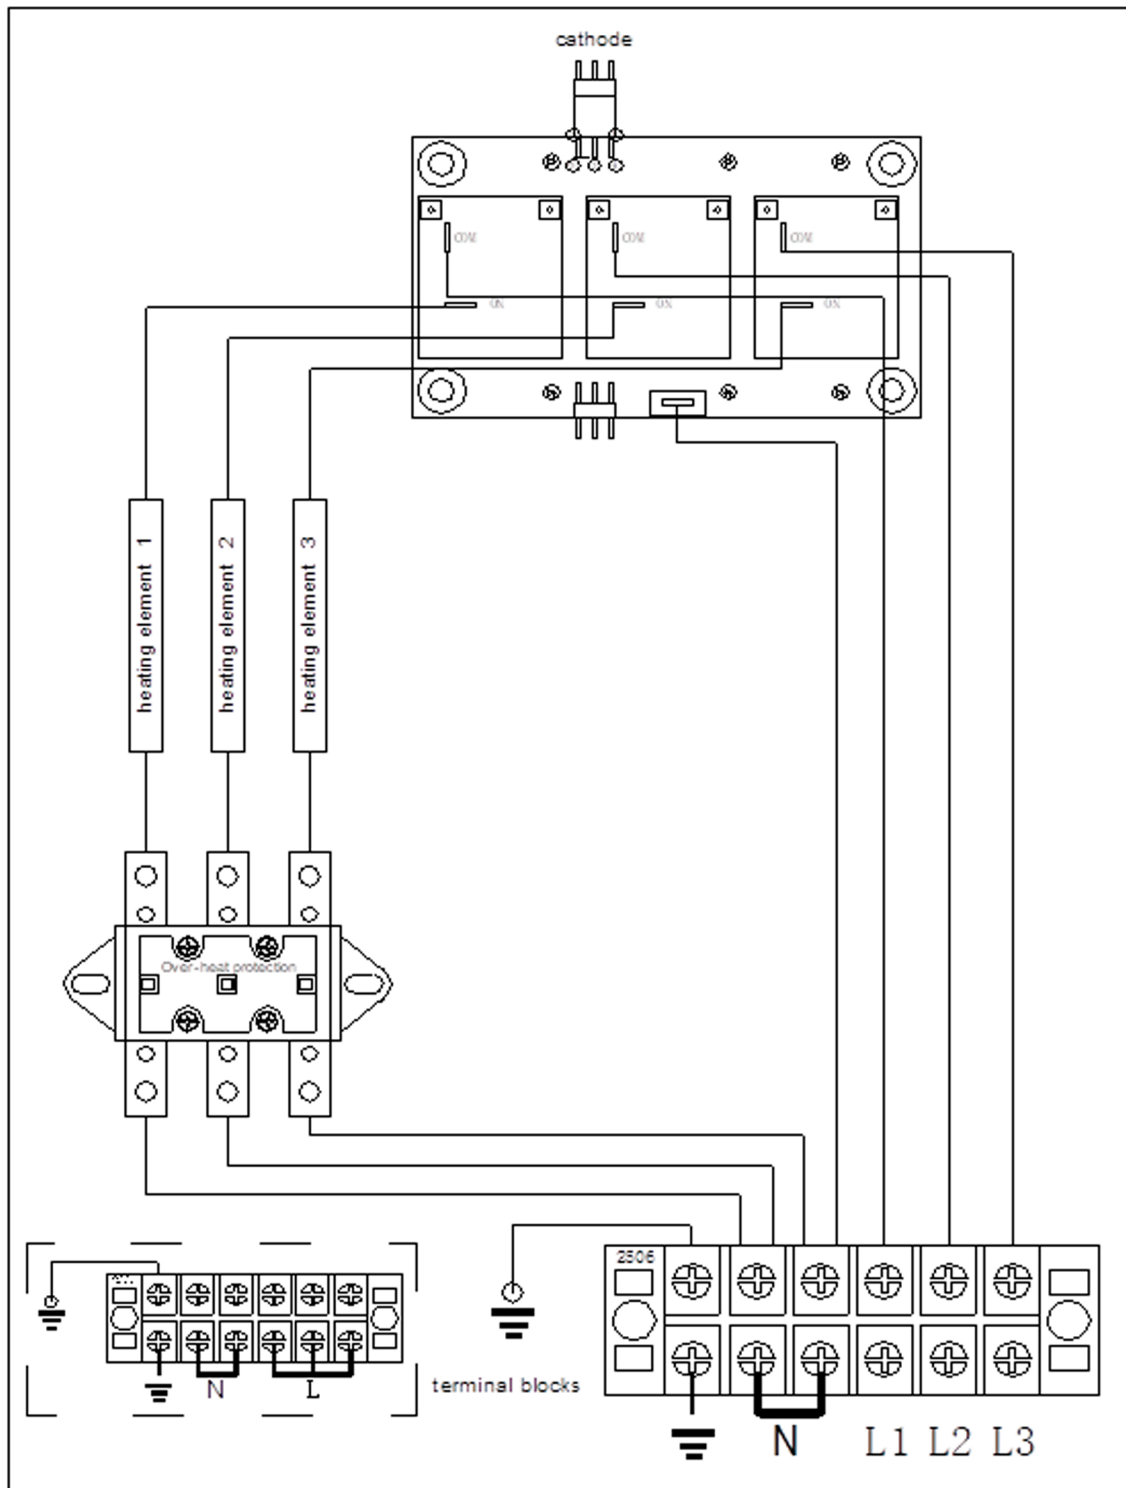 cathode
COM
COM
COM
ON
ON
ON
heating element 1
heating element 2
heating element 3
Over-heat protection
2506
N
L
terminal blocks
N
L1 L2 L3